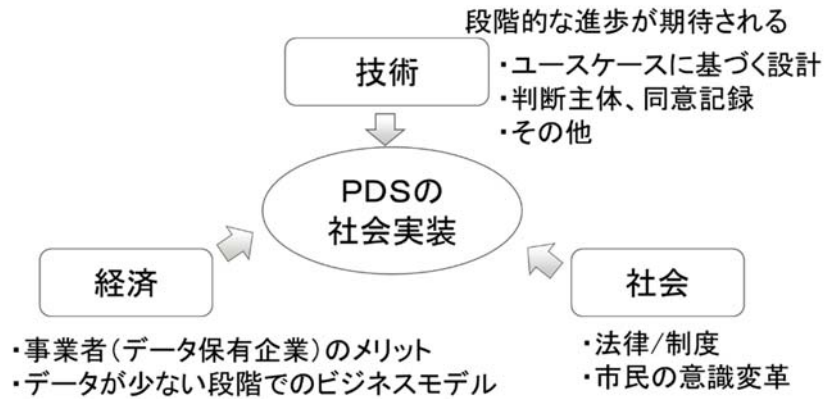 段階的な進歩が期待される
技術
・ユースケースに基づく設計
・判断主体、同意記録
・その他
PDSの
社会実装
経済
・事業者(データ保有企業)のメリット
・データが少ない段階でのビジネスモデル
社会
・法律/制度
・市民の意識変革